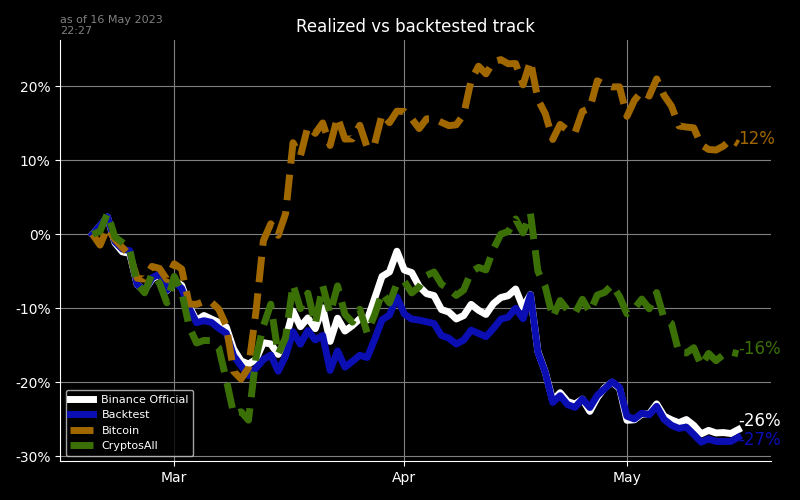 as of 16 May 2023
22:27
Realized vs backtested track
20%
10%
0%
-10%
-20%
-30%
12%
-16%
-26%
-27%
Binance Official
Backtest
Bitcoin
CryptosAll
Mar
Apr
May